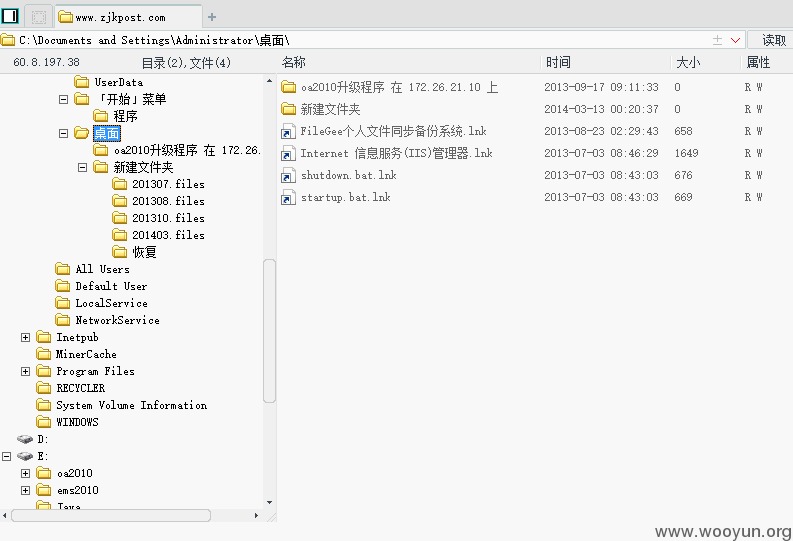 www.zjkpost.com
C:\Documents and Settings\Administrator\桌面\
读取
60.8.197.38 目录(2),文件(4)
名称 时间 大小 属性
UserData
「开始」菜单
程序
桌面
oa2010升级程序 在 172.26.
新建文件夹
201307.files
201308.files
201310.files
201403.files
恢复
All Users
Default User
LocalService
NetworkService
Inetpub
MinerCache
Program Files
RECYCLER
System Volume Information
WINDOWS
D:
E:
oa2010
ems2010
Java
oa2010升级程序 在 172.26.21.10 上 2013-09-17 09:11:33 0 R W
新建文件夹 2014-03-13 00:20:37 0 R W
FileGee个人文件同步备份系统.lnk 2013-08-23 02:29:43 658 R W
Internet 信息服务(IIS)管理器.lnk 2013-07-03 08:46:29 1649 R W
shutdown.bat.lnk 2013-07-03 08:43:03 676 R W
startup.bat.lnk 2013-07-03 08:43:03 669 R W
www.wooyun.org